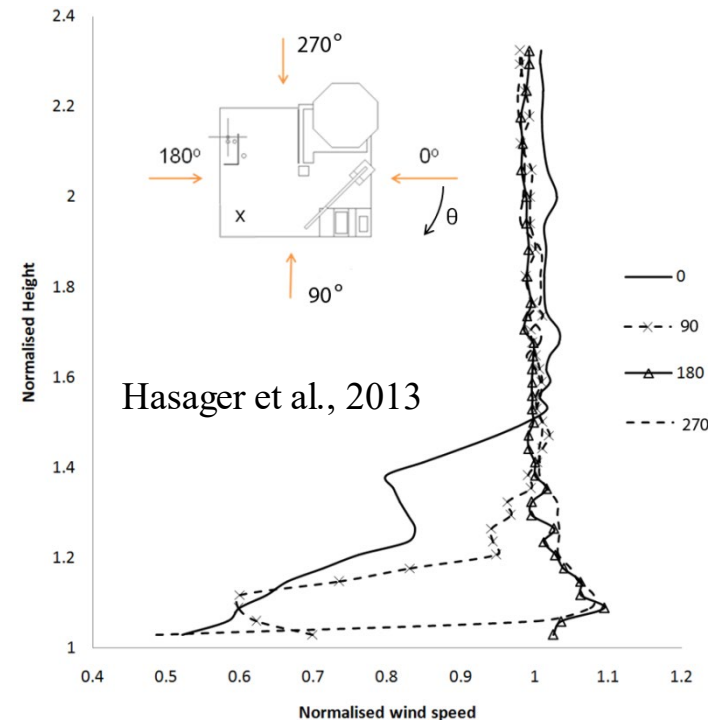 2.4
2.2
2
1.8
1.6
1.4
1.2
1
Normalised Height
270°
180°
0°
θ
X
90°
Hasager et al., 2013
0
90
180
270
0.4 0.5 0.6 0.7 0.8 0.9 1 1.1 1.2
Normalised wind speed